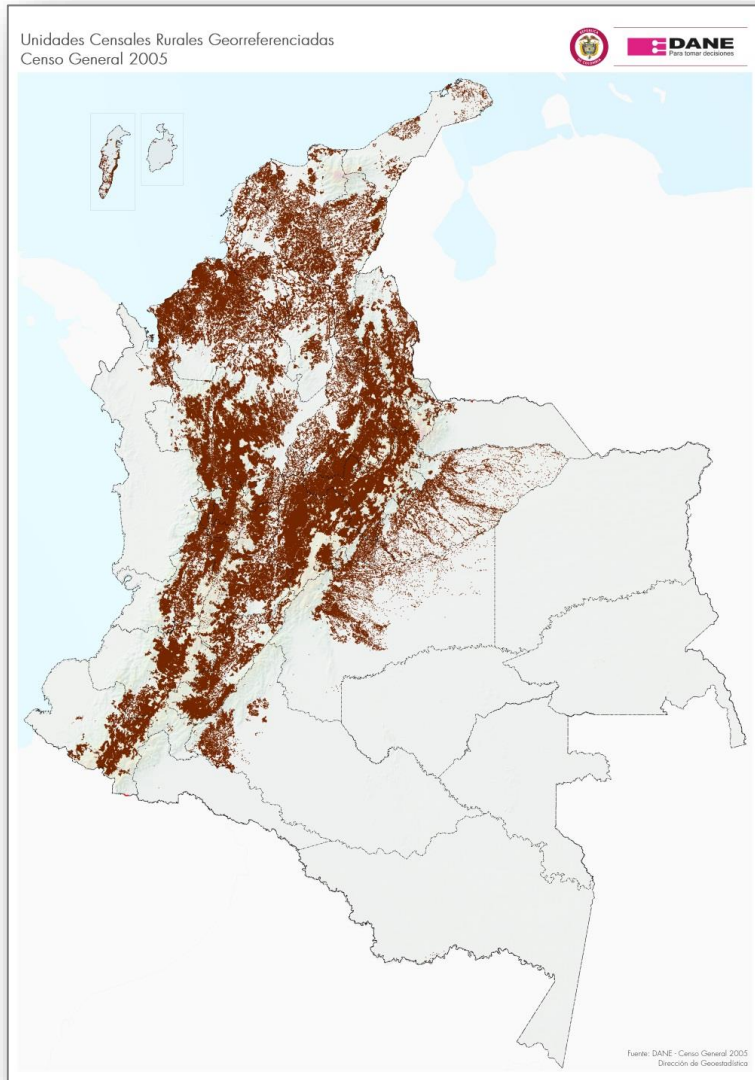 Unidades Censales Rurales Georreferenciadas
Censo General 2005
DANE
Para tomar decisiones
Fuente: DANE - Censo General 2005
Dirección de Geoestadística